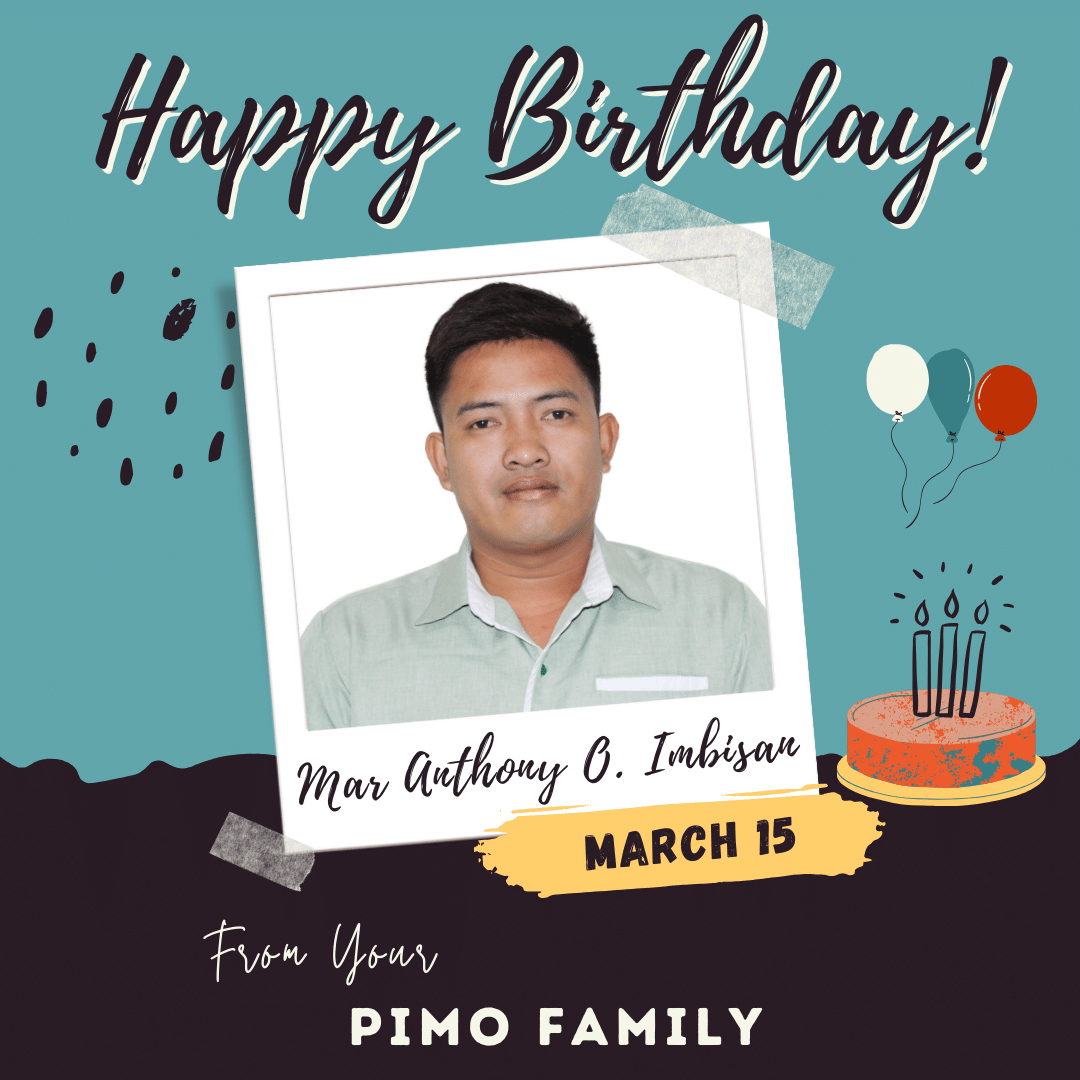 Happy Birthday!
Mar Anthony O. Imbisan
MARCH 15
From Your
PIMO FAMILY